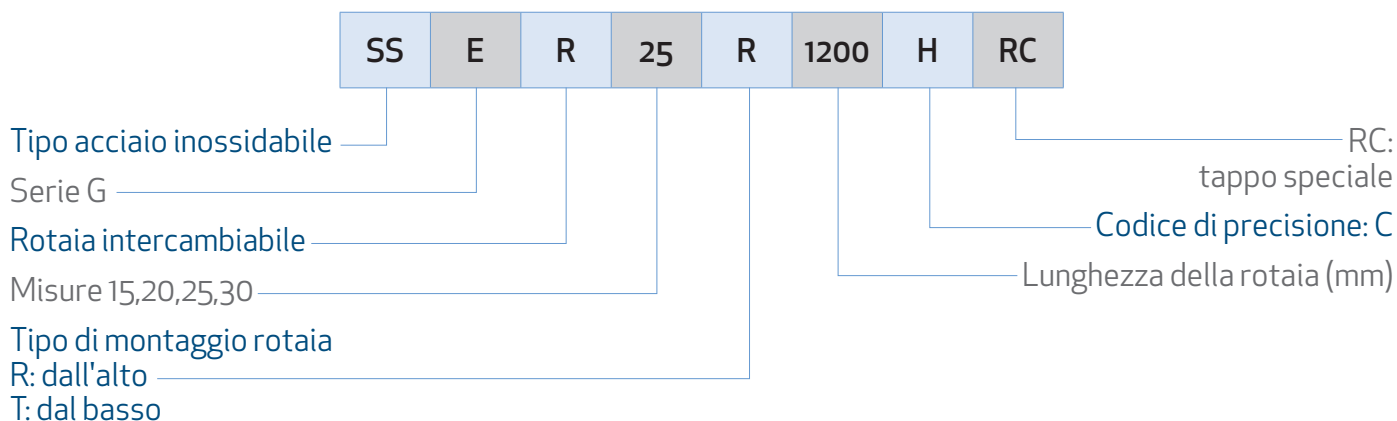 SS E R 25 R 1200 H RC
Tipo acciaio inossidabile
Serie G
Rotaia intercambiabile
Misure 15,20,25,30
Tipo di montaggio rotaia
R: dall'alto
T: dal basso
RC:
tappo speciale
Codice di precisione: C
Lunghezza della rotaia (mm)